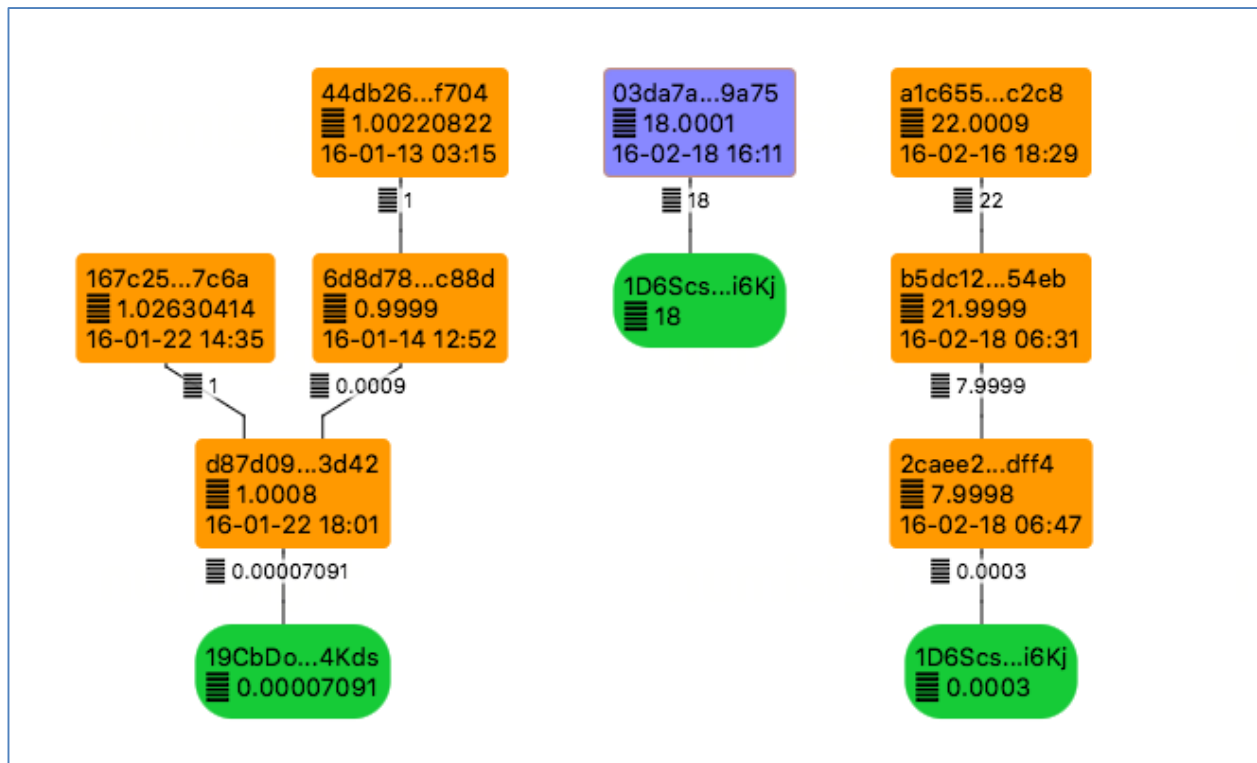 44db26...f704
1.00220822
16-01-13 03:15
1
167c25...7c6a
1.02630414
16-01-22 14:35
6d8d78...c88d
0.9999
16-01-14 12:52
1
0.0009
d87d09...3d42
1.0008
16-01-22 18:01
0.00007091
19CbDo...4Kds
0.00007091
03da7a...9a75
18.0001
16-02-18 16:11
18
1D6Scs...i6Kj
18
a1c655...c2c8
22.0009
16-02-16 18:29
22
b5dc12...54eb
21.9999
16-02-18 06:31
7.9999
2caee2...dff4
7.9998
16-02-18 06:47
0.0003
1D6Scs...i6Kj
0.0003